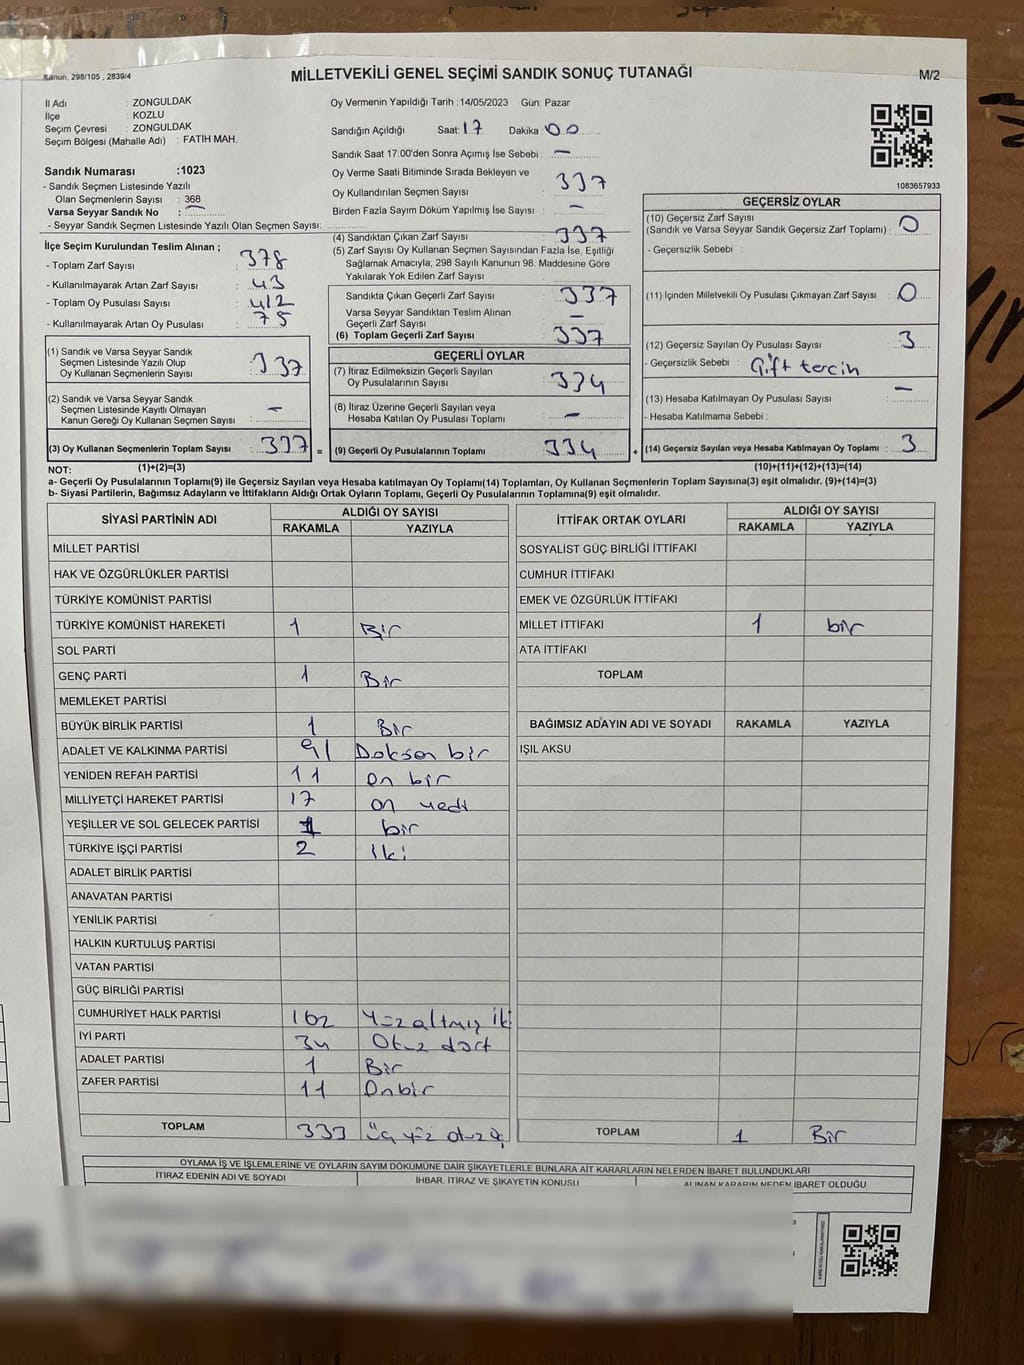 Kanun, 298/105 , 2839/4
MİLLETVEKİLİ GENEL SEÇİMİ SANDIK SONUÇ TUTANAĞI
M/2
İl Adı : ZONGULDAK
İlçe : KOZLU
Seçim Çevresi : ZONGULDAK
Seçim Bölgesi (Mahalle Adı) : FATİH MAH.
Sandık Numarası :1023
- Sandık Seçmen Listesinde Yazılı
Olan Seçmenlerin Sayısı : 368
Varsa Seyyar Sandık No :
- Seyyar Sandık Seçmen Listesinde Yazılı Olan Seçmen Sayısı:
Oy Vermenin Yapıldığı Tarih :14/05/2023 Gün: Pazar
Sandığın Açıldığı Saat: 17 Dakika: 00
Sandık Saat 17:00'den Sonra Açımış İse Sebebi : —
Oy Verme Saati Bitiminde Sırada Bekleyen ve
Oy Kullandırılan Seçmen Sayısı : 337
Birden Fazla Sayım Döküm Yapılmış İse Sayısı : —
1083657933
İlçe Seçim Kurulundan Teslim Alınan ;
- Toplam Zarf Sayısı : 378
- Kullanılmayarak Artan Zarf Sayısı : 43
- Toplam Oy Pusulası Sayısı : 412
- Kullanılmayarak Artan Oy Pusulası : 75
(1) Sandık ve Varsa Seyyar Sandık
Seçmen Listesinde Yazılı Olup
Oy Kullanan Seçmenlerin Sayısı : 337
(2) Sandık ve Varsa Seyyar Sandık
Seçmen Listesinde Kayıtlı Olmayan
Kanun Gereği Oy Kullanan Seçmen Sayısı : —
(3) Oy Kullanan Seçmenlerin Toplam Sayısı : 337 =
(4) Sandıktan Çıkan Zarf Sayısı : 337
(5) Zarf Sayısı Oy Kullanan Seçmen Sayısından Fazla İse, Eşitliği
Sağlamak Amacıyla; 298 Sayılı Kanunun 98. Maddesine Göre
Yakılarak Yok Edilen Zarf Sayısı
Sandıkta Çıkan Geçerli Zarf Sayısı : 337
Varsa Seyyar Sandıktan Teslim Alınan
Geçerli Zarf Sayısı : —
(6) Toplam Geçerli Zarf Sayısı : 337
GEÇERLİ OYLAR
(7) İtiraz Edilmeksizin Geçerli Sayılan
Oy Pusulalarının Sayısı : 334
(8) İtiraz Üzerine Geçerli Sayılan veya
Hesaba Katılan Oy Pusulası Toplamı : —
(9) Geçerli Oy Pusulalarının Toplamı : 334 +
GEÇERSİZ OYLAR
(10) Geçersiz Zarf Sayısı
(Sandık ve Varsa Seyyar Sandık Geçersiz Zarf Toplamı) : 0
- Geçersizlik Sebebi :
(11) İçinden Milletvekili Oy Pusulası Çıkmayan Zarf Sayısı : 0
(12) Geçersiz Sayılan Oy Pusulası Sayısı : 3
- Geçersizlik Sebebi : Çift tercih
(13) Hesaba Katılmayan Oy Pusulası Sayısı : —
- Hesaba Katılmama Sebebi :
(14) Geçersiz Sayılan veya Hesaba Katılmayan Oy Toplamı : 3
NOT: (1)+(2)=(3) (10)+(11)+(12)+(13)=(14)
a- Geçerli Oy Pusulalarının Toplamı(9) ile Geçersiz Sayılan veya Hesaba katılmayan Oy Toplamı(14) Toplamları, Oy Kullanan Seçmenlerin Toplam Sayısına(3) eşit olmalıdır. (9)+(14)=(3)
b- Siyasi Partilerin, Bağımsız Adayların ve İttifakların Aldığı Ortak Oyların Toplamı, Geçerli Oy Pusulalarının Toplamına(9) eşit olmalıdır.
SİYASİ PARTİNİN ADI ALDIĞI OY SAYISI
RAKAMLA YAZIYLA
MİLLET PARTİSİ
HAK VE ÖZGÜRLÜKLER PARTİSİ
TÜRKİYE KOMÜNİST PARTİSİ
TÜRKİYE KOMÜNİST HAREKETİ 1 Bir
SOL PARTİ
GENÇ PARTİ 1 Bir
MEMLEKET PARTİSİ
BÜYÜK BİRLİK PARTİSİ 1 Bir
ADALET VE KALKINMA PARTİSİ 91 Doksan bir
YENİDEN REFAH PARTİSİ 11 On bir
MİLLİYETÇİ HAREKET PARTİSİ 17 on yedi
YEŞİLLER VE SOL GELECEK PARTİSİ 1 bir
TÜRKİYE İŞÇİ PARTİSİ 2 iki
ADALET BİRLİK PARTİSİ
ANAVATAN PARTİSİ
YENİLİK PARTİSİ
HALKIN KURTULUŞ PARTİSİ
VATAN PARTİSİ
GÜÇ BİRLİĞİ PARTİSİ
CUMHURİYET HALK PARTİSİ 162 Yüz altmış iki
İYİ PARTİ 34 Otuz dört
ADALET PARTİSİ 1 Bir
ZAFER PARTİSİ 11 Onbir
TOPLAM 333 üç yüz otuz üç
İTTİFAK ORTAK OYLARI ALDIĞI OY SAYISI
RAKAMLA YAZIYLA
SOSYALİST GÜÇ BİRLİĞİ İTTİFAKI
CUMHUR İTTİFAKI
EMEK VE ÖZGÜRLÜK İTTİFAKI
MİLLET İTTİFAKI 1 bir
ATA İTTİFAKI
TOPLAM
BAĞIMSIZ ADAYIN ADI VE SOYADI RAKAMLA YAZIYLA
IŞIL AKSU
TOPLAM 1 Bir
OYLAMA İŞ VE İŞLEMLERİNE VE OYLARIN SAYIM DÖKÜMÜNE DAİR ŞİKAYETLERLE BUNLARA AİT KARARLARIN NELERDEN İBARET BULUNDUKLARI
İTİRAZ EDENİN ADI VE SOYADI
İHBAR, İTİRAZ VE ŞİKAYETİN KONUSU
ALINAN KARARIN NEDEN İBARET OLDUĞU